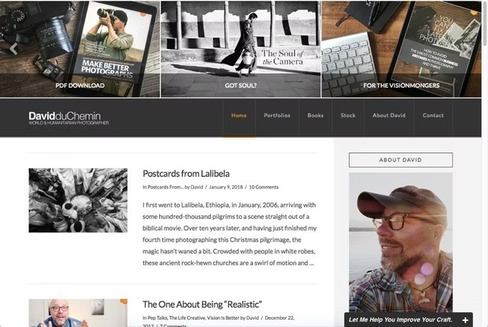 MAKE BETTER
PHOTOGRAPHS
PDF DOWNLOAD
The Soul of
the Camera
GOT SOUL?
FOR THE VISIONMONGERS
DavidduChemin
WORLD & HUMANITARIAN PHOTOGRAPHER
Home
Portfolios
Books
Stock
About David
Contact
Postcards from Lalibela
In Postcards From... by David / January 9, 2018 / 10 Comments
I first went to Lalibela, Ethiopia, in January, 2006, arriving with
some hundred-thousand pilgrims to a scene straight out of a
biblical movie. Over ten years later, and having just finished my
fourth time photographing this Christmas pilgrimage, the
magic hasn't waned a bit. Crowded with people in white robes,
these ancient rock-hewn churches are a swirl of motion and ...
The One About Being “Realistic”
In Pep Talks, The Life Creative, Vision Is Better by David / December 22,
2017 / 7 Comments
ABOUT DAVID
Let Me Help You Improve Your Craft. +